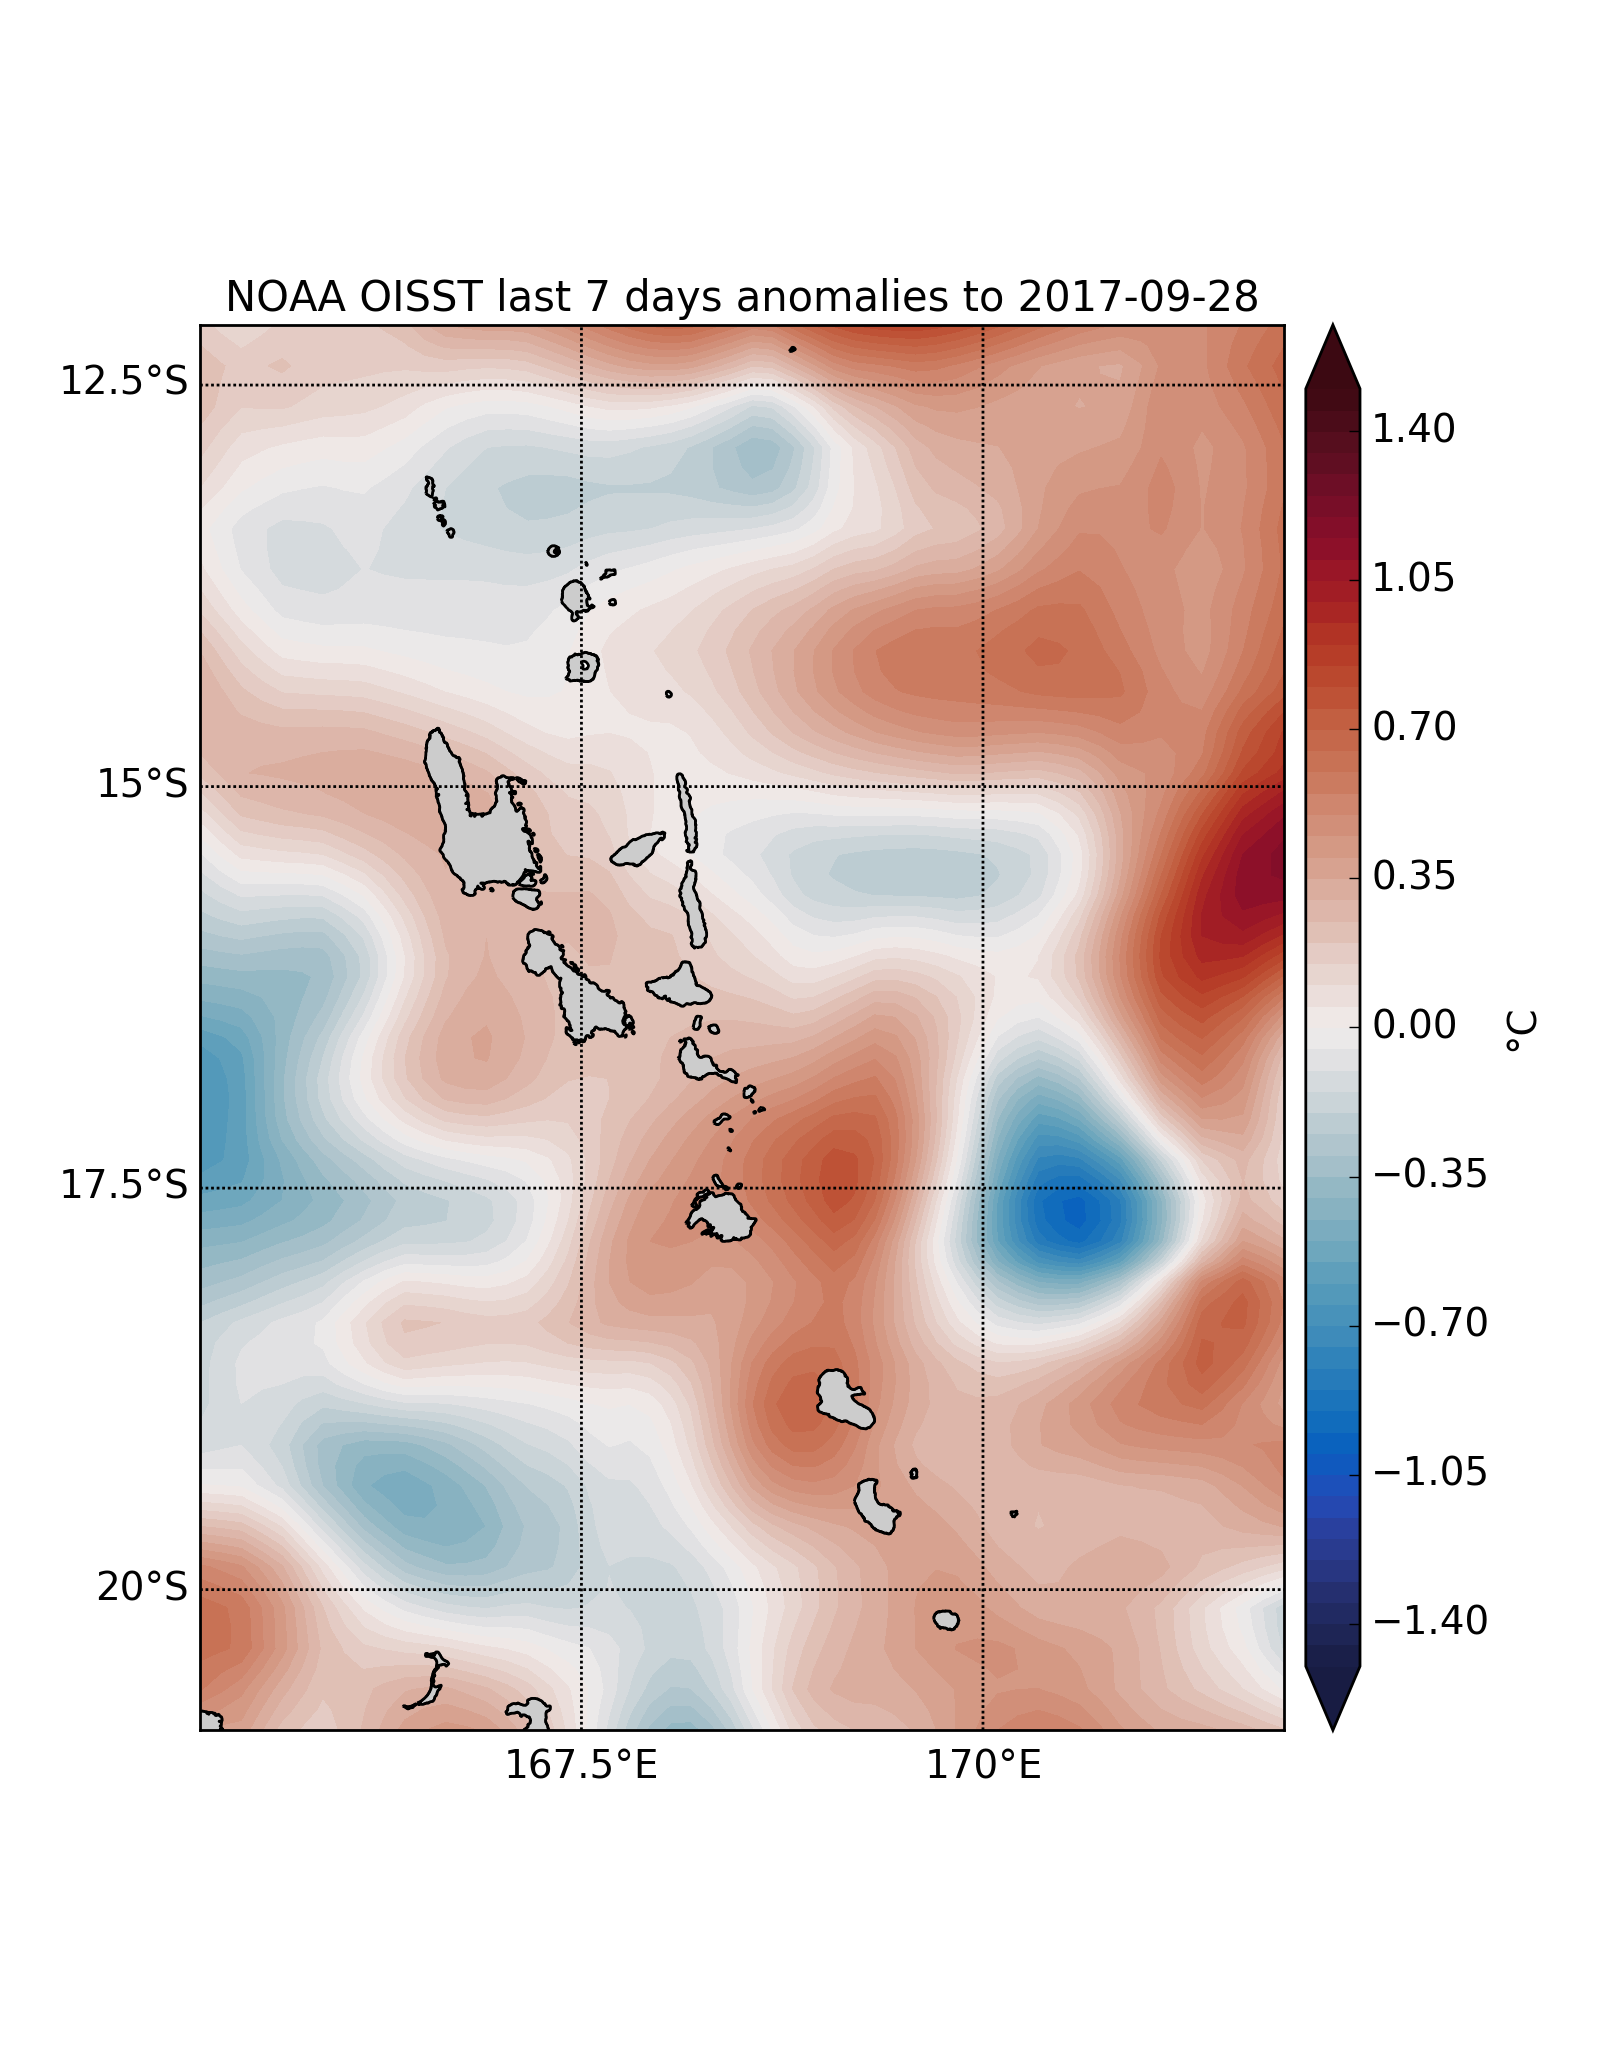 NOAA OISST last 7 days anomalies to 2017-09-28
12.5°S
15°S
17.5°S
20°S
167.5°E
170°E
1.40
1.05
0.70
0.35
0.00
−0.35
−0.70
−1.05
−1.40
°C